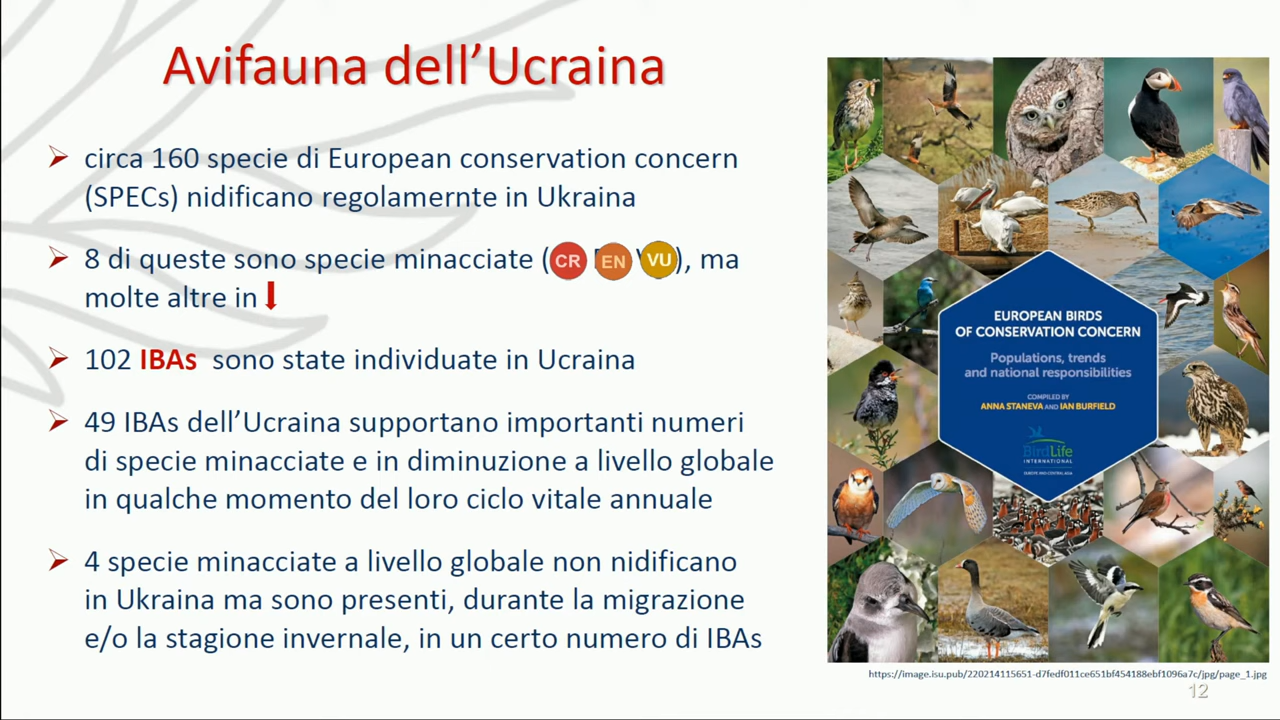 Avifauna dell’Ucraina
circa 160 specie di European conservation concern
(SPECs) nidificano regolamernte in Ukraina
8 di queste sono specie minacciate (CR EN VU), ma
molte altre in
102 IBAs sono state individuate in Ucraina
49 IBAs dell’Ucraina supportano importanti numeri
di specie minacciate e in diminuzione a livello globale
in qualche momento del loro ciclo vitale annuale
4 specie minacciate a livello globale non nidificano
in Ukraina ma sono presenti, durante la migrazione
e/o la stagione invernale, in un certo numero di IBAs
EUROPEAN BIRDS
OF CONSERVATION CONCERN
Populations, trends
and national responsibilities
COMPILED BY
ANNA STANEVA AND IAN BURFIELD
BirdLife
INTERNATIONAL
EUROPE AND CENTRAL ASIA
https://image.isu.pub/220214115651-d7fedf011ce651bf454188ebf1096a7c/jpg/page_1.jpg
12